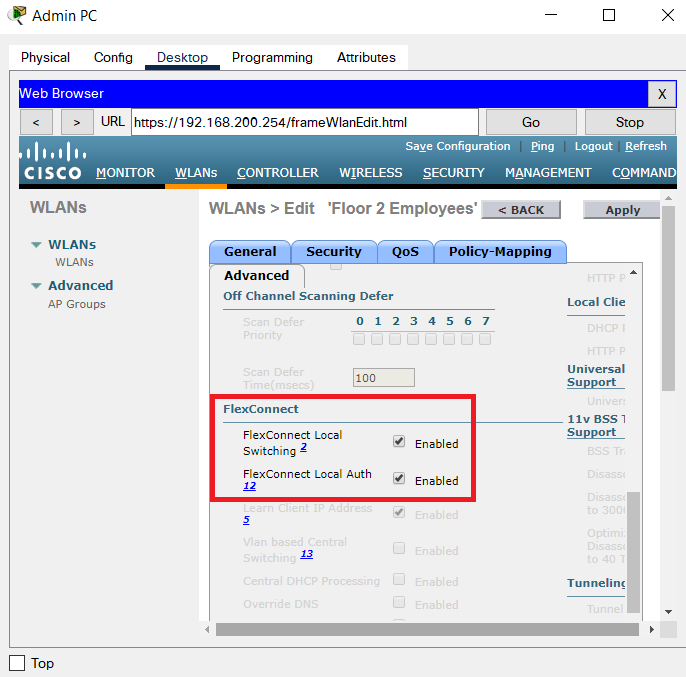 Admin PC
Physical Config Desktop Programming Attributes
Web Browser X
< > URL https://192.168.200.254/frameWlanEdit.html Go Stop
Save Configuration | Ping | Logout | Refresh
CISCO MONITOR WLANs CONTROLLER WIRELESS SECURITY MANAGEMENT COMMAND
WLANs WLANs > Edit 'Floor 2 Employees' < BACK Apply
WLANs
WLANs
Advanced
AP Groups
General Security QoS Policy-Mapping
Advanced
Off Channel Scanning Defer
Scan Defer
Priority
0 1 2 3 4 5 6 7
Scan Defer
Time(msecs)
100
FlexConnect
FlexConnect Local
Switching 2
Enabled
FlexConnect Local Auth
12
Enabled
Learn Client IP Address
5
Enabled
Vlan based Central
Switching 13
Enabled
Central DHCP Processing Enabled
Override DNS Enabled
HTTP P
Local Clie
DHCP
HTTP P
Universal
Support
Univers
11v BSS T
Support
BSS Tra
Disasso
Disasso
to 300
Optimi
Disasso
to 40 T
Tunneling
Tunnel
Top